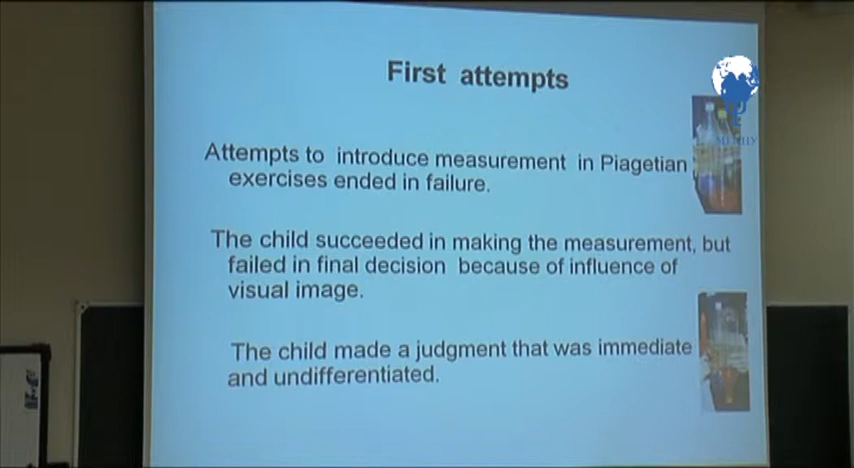 First attempts
Attempts to introduce measurement in Piagetian
exercises ended in failure.
The child succeeded in making the measurement, but
failed in final decision because of influence of
visual image.
The child made a judgment that was immediate
and undifferentiated.